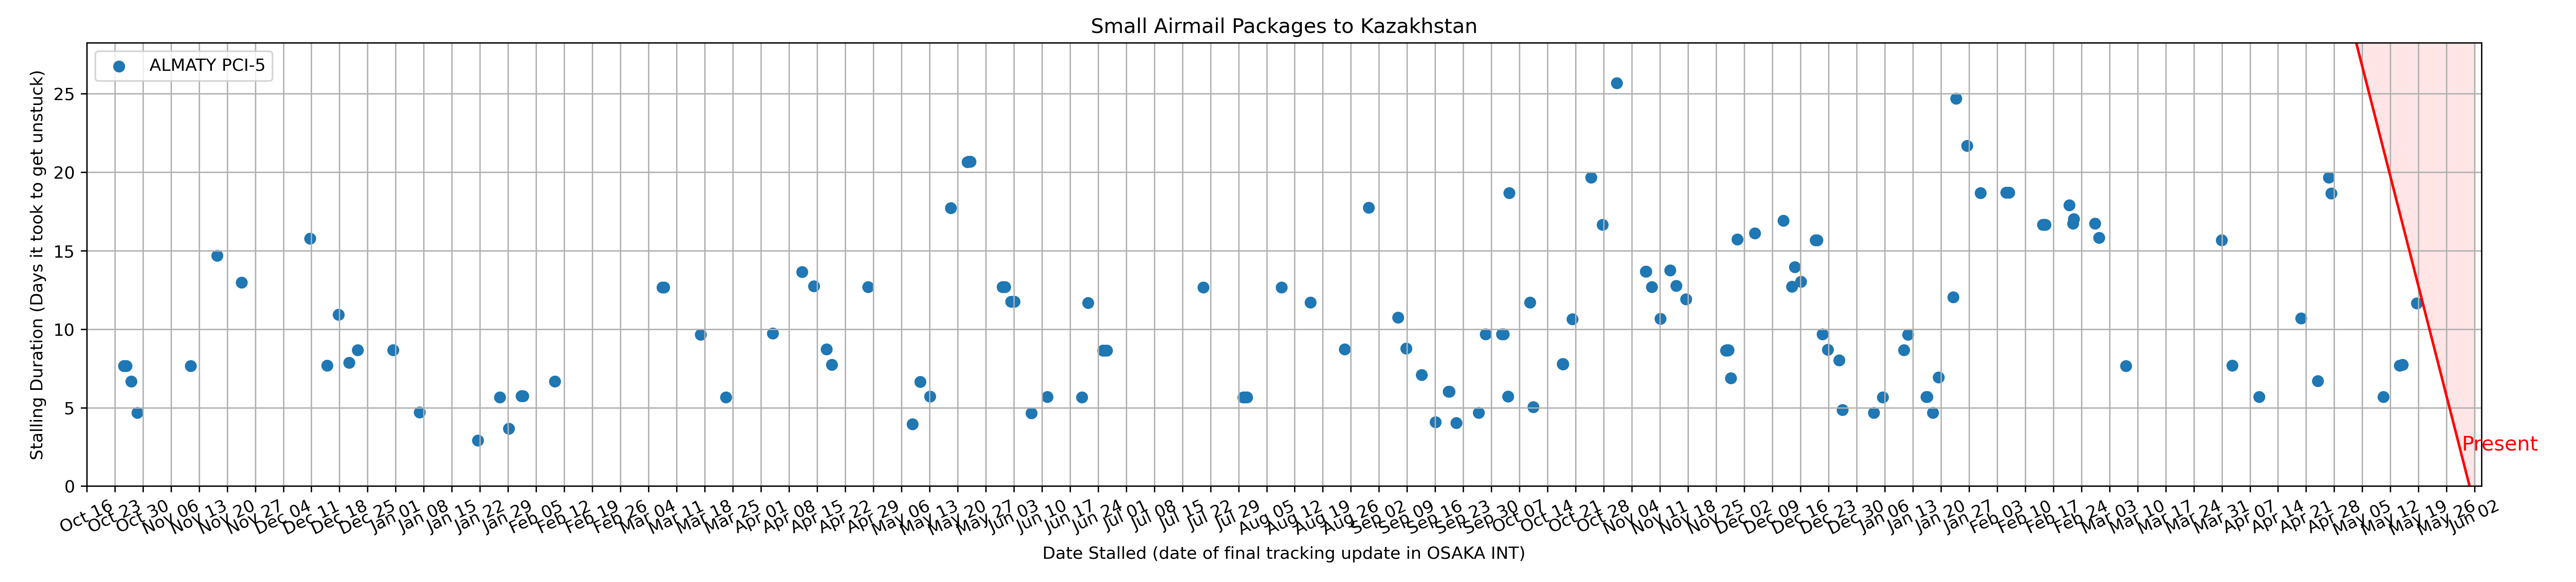 Small Airmail Packages to Kazakhstan
ALMATY PCI-5
Stalling Duration (Days it took to get unstuck)
25
20
15
10
5
0
Present
Oct 16 Oct 23 Oct 30 Nov 06 Nov 13 Nov 20 Nov 27 Dec 04 Dec 11 Dec 18 Dec 25 Jan 01 Jan 08 Jan 15 Jan 22 Jan 29 Feb 05 Feb 12 Feb 19 Feb 26 Mar 04 Mar 11 Mar 18 Mar 25 Apr 01 Apr 08 Apr 15 Apr 22 Apr 29 May 06 May 13 May 20 May 27 Jun 03 Jun 10 Jun 17 Jun 24 Jul 01 Jul 08 Jul 15 Jul 22 Jul 29 Aug 05 Aug 12 Aug 19 Aug 26 Sep 02 Sep 09 Sep 16 Sep 23 Sep 30 Oct 07 Oct 14 Oct 21 Oct 28 Nov 04 Nov 11 Nov 18 Nov 25 Dec 02 Dec 09 Dec 16 Dec 23 Dec 30 Jan 06 Jan 13 Jan 20 Jan 27 Feb 03 Feb 10 Feb 17 Feb 24 Mar 03 Mar 10 Mar 17 Mar 24 Mar 31 Apr 07 Apr 14 Apr 21 Apr 28 May 05 May 12 May 19 May 26 Jun 02
Date Stalled (date of final tracking update in OSAKA INT)